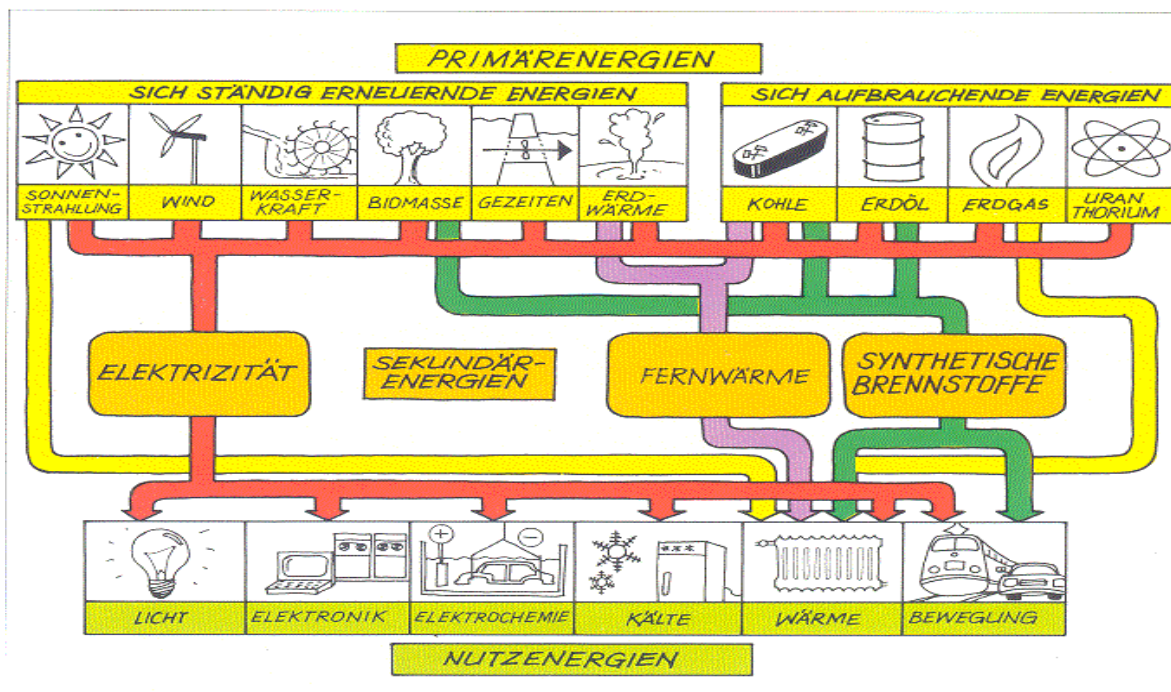 PRIMÄRENERGIEN
SICH STÄNDIG ERNEUERNDE ENERGIEN
SICH AUFBRAUCHENDE ENERGIEN
SONNEN-
STRAHLUNG
WIND
WASSER-
KRAFT
BIOMASSE
GEZEITEN
ERD-
WÄRME
KOHLE
ERDÖL
ERDGAS
URAN
THORIUM
ELEKTRIZITÄT
SEKUNDÄR-
ENERGIEN
FERNWÄRME
SYNTHETISCHE
BRENNSTOFFE
+
−
LICHT
ELEKTRONIK
ELEKTROCHEMIE
KÄLTE
WÄRME
BEWEGUNG
NUTZENERGIEN